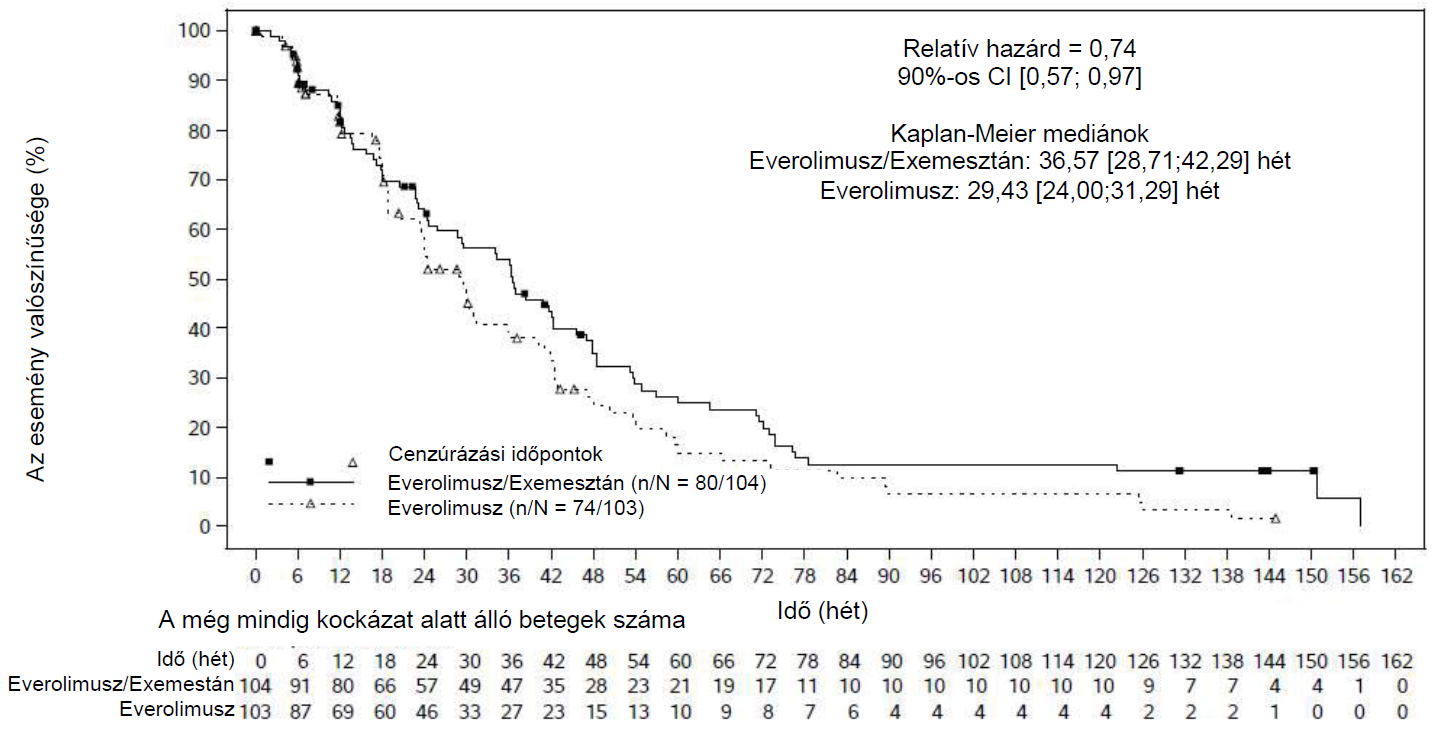 Relatív hazárd = 0,74
90%-os CI [0,57; 0,97]
Kaplan-Meier mediánok
Everolimusz/Exemesztán: 36,57 [28,71;42,29] hét
Everolimusz: 29,43 [24,00;31,29] hét
Az esemény valószínűsége (%)
100
90
80
70
60
50
40
30
20
10
0
Cenzúrázási időpontok
Everolimusz/Exemesztán (n/N = 80/104)
Everolimusz (n/N = 74/103)
0 6 12 18 24 30 36 42 48 54 60 66 72 78 84 90 96 102 108 114 120 126 132 138 144 150 156 162
Idő (hét)
A még mindig kockázat alatt álló betegek száma
Idő (hét) 0 6 12 18 24 30 36 42 48 54 60 66 72 78 84 90 96 102 108 114 120 126 132 138 144 150 156 162
Everolimusz/Exemestán 104 91 80 66 57 49 47 35 28 23 21 19 17 11 10 10 10 10 10 10 10 9 7 7 4 4 1 0
Everolimusz 103 87 69 60 46 33 27 23 15 13 10 9 8 7 6 4 4 4 4 4 4 2 2 2 1 0 0 0